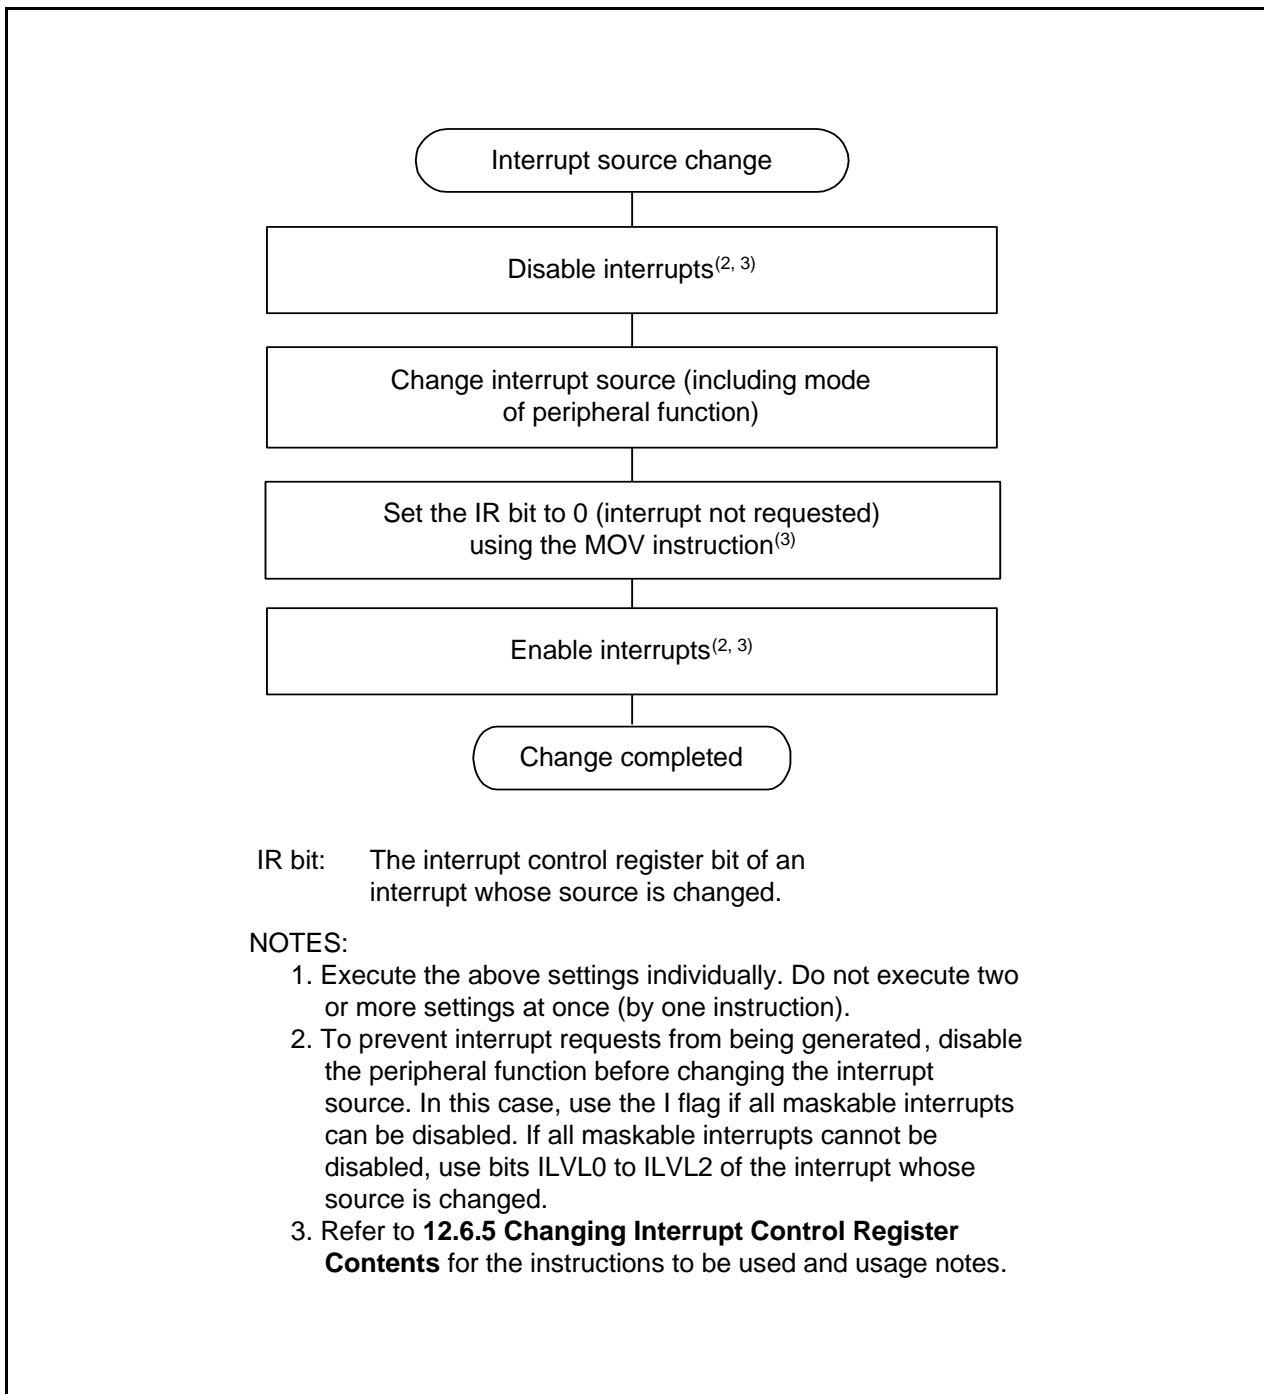 Interrupt source change
Disable interrupts(2, 3)
Change interrupt source (including mode
of peripheral function)
Set the IR bit to 0 (interrupt not requested)
using the MOV instruction(3)
Enable interrupts(2, 3)
Change completed
IR bit: The interrupt control register bit of an
interrupt whose source is changed.
NOTES:
1. Execute the above settings individually. Do not execute two
or more settings at once (by one instruction).
2. To prevent interrupt requests from being generated, disable
the peripheral function before changing the interrupt
source. In this case, use the I flag if all maskable interrupts
can be disabled. If all maskable interrupts cannot be
disabled, use bits ILVL0 to ILVL2 of the interrupt whose
source is changed.
3. Refer to 12.6.5 Changing Interrupt Control Register
Contents for the instructions to be used and usage notes.